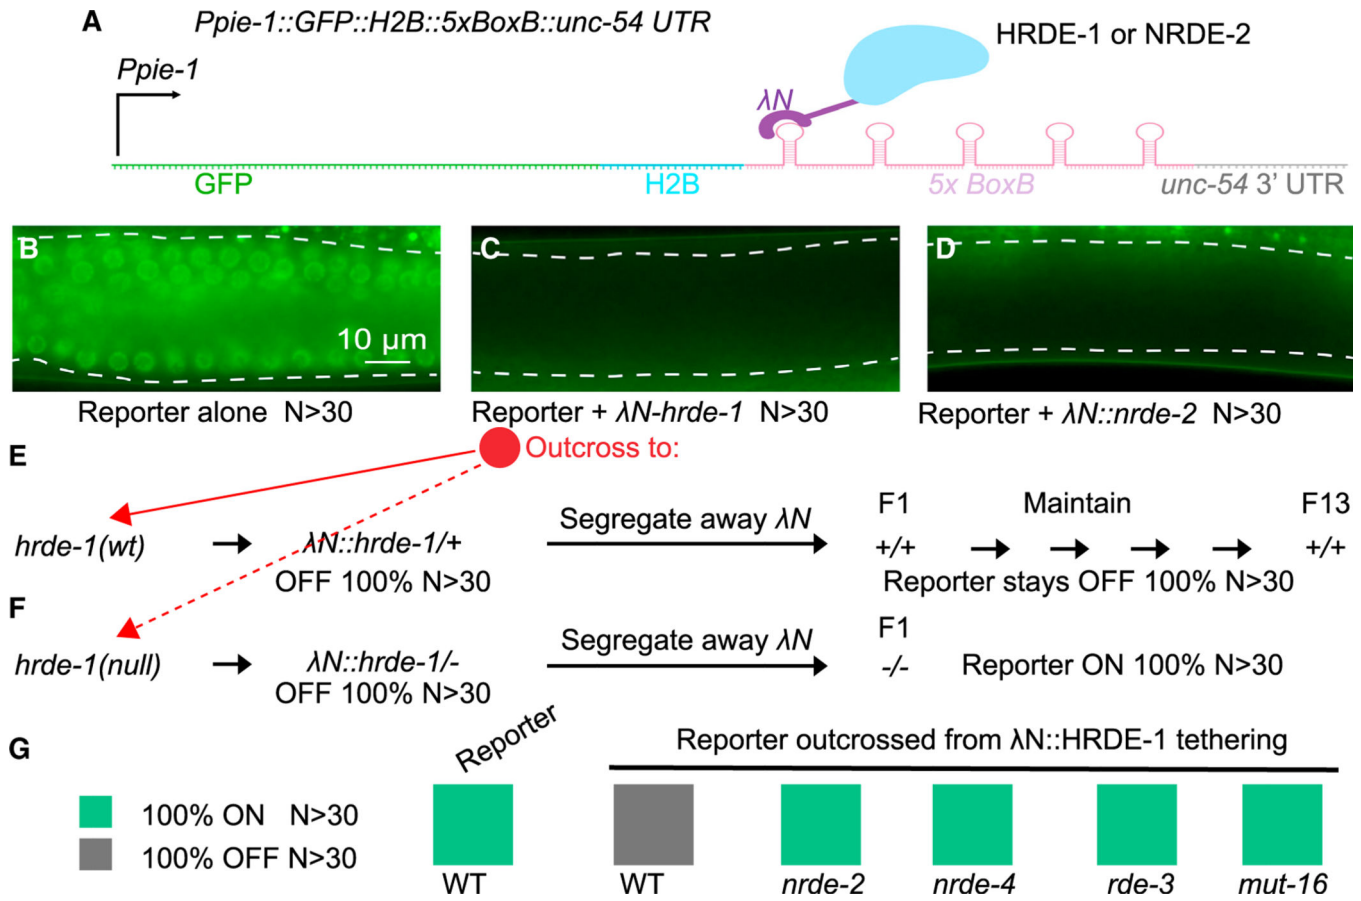 A
Ppie-1::GFP::H2B::5xBoxB::unc-54 UTR
HRDE-1 or NRDE-2
Ppie-1
λN
GFP
H2B
5x BoxB
unc-54 3’ UTR
B
10 μm
C
D
Reporter alone N>30
Reporter + λN-hrde-1 N>30
Reporter + λN::nrde-2 N>30
E
Outcross to:
hrde-1(wt)
λN::hrde-1/+
OFF 100% N>30
Segregate away λN
F1
+/+
Maintain
F13
+/+
Reporter stays OFF 100% N>30
F
hrde-1(null)
λN::hrde-1/-
OFF 100% N>30
Segregate away λN
F1
-/-
Reporter ON 100% N>30
G
Reporter
Reporter outcrossed from λN::HRDE-1 tethering
100% ON N>30
100% OFF N>30
WT
WT
nrde-2
nrde-4
rde-3
mut-16